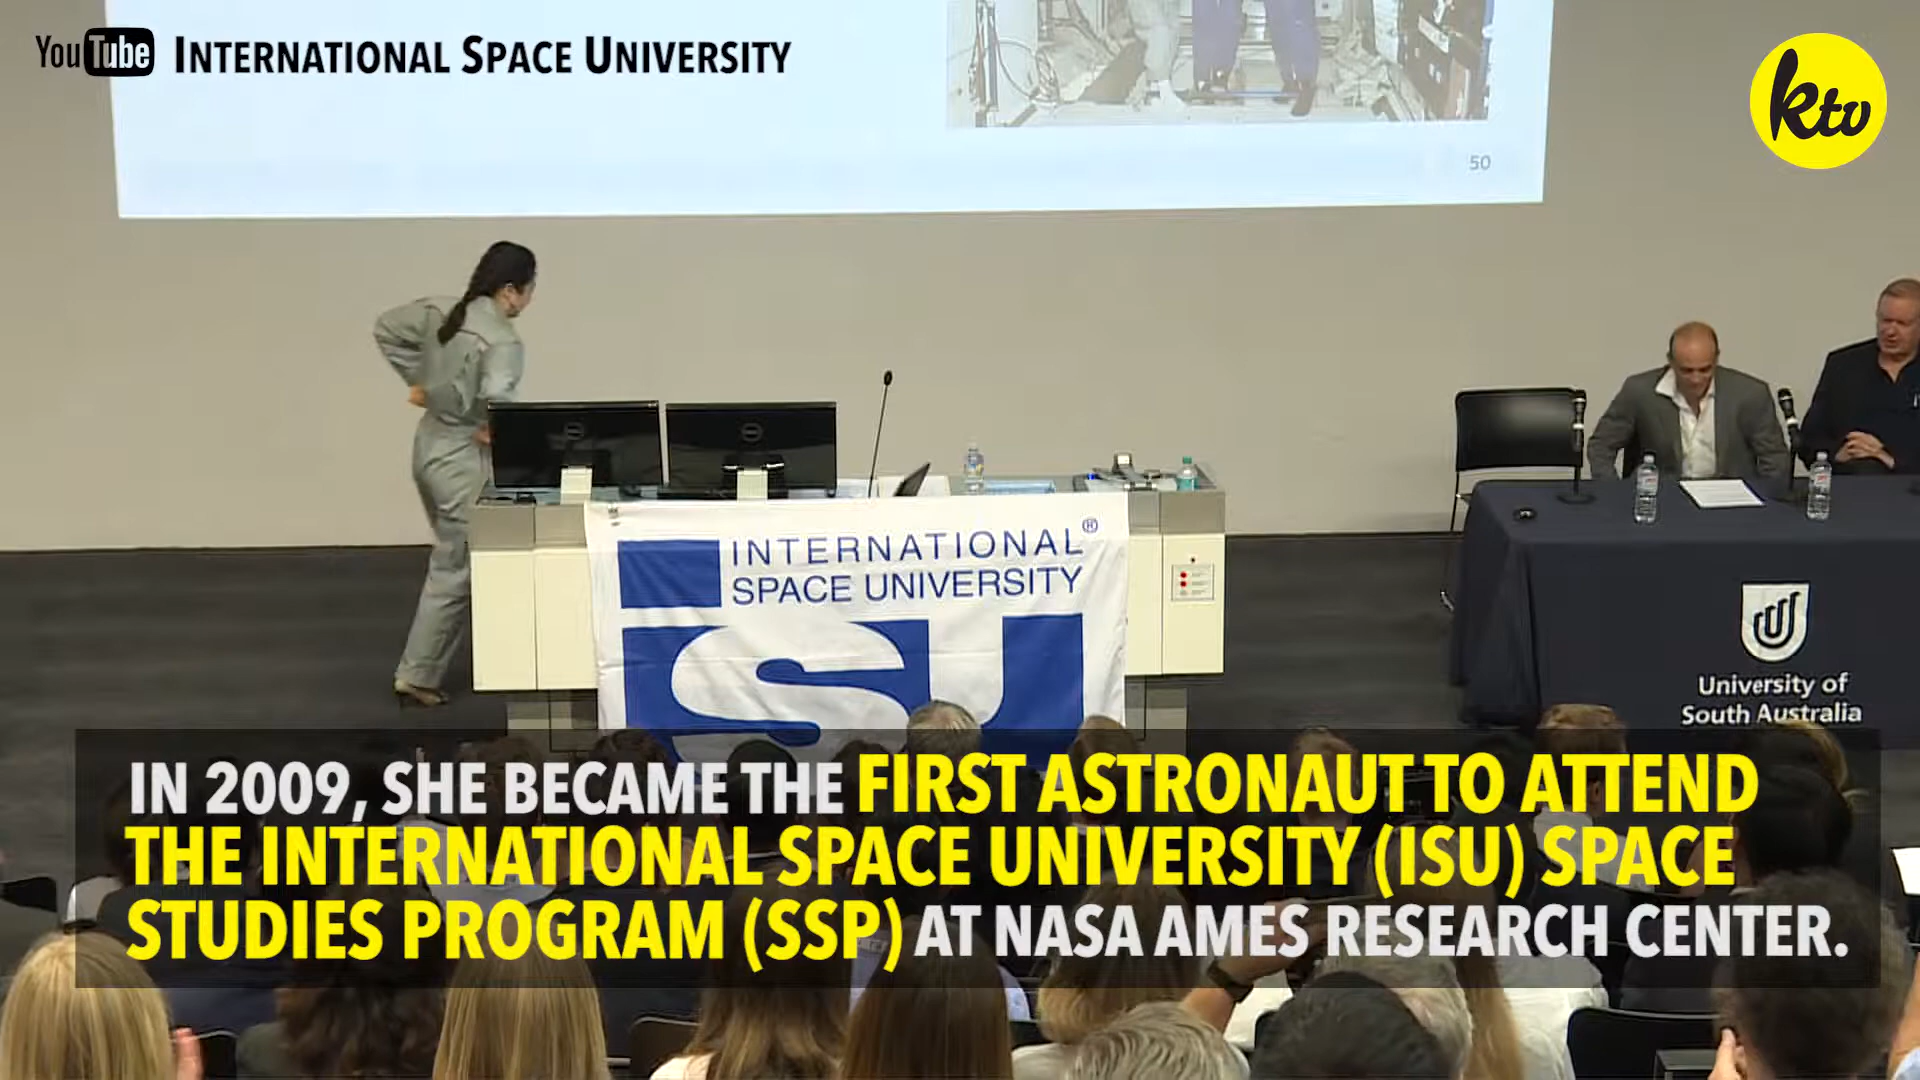 YouTube INTERNATIONAL SPACE UNIVERSITY
ktv
50
INTERNATIONAL®
SPACE UNIVERSITY
isu
University of
South Australia
IN 2009, SHE BECAME THE FIRST ASTRONAUT TO ATTEND
THE INTERNATIONAL SPACE UNIVERSITY (ISU) SPACE
STUDIES PROGRAM (SSP) AT NASA AMES RESEARCH CENTER.